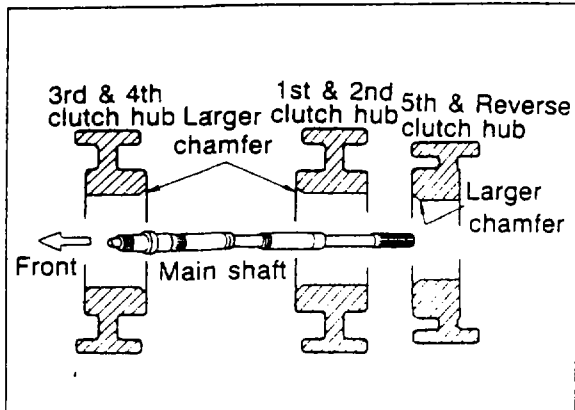 3rd & 4th
clutch hub
Larger
chamfer
1st & 2nd
clutch hub
5th & Reverse
clutch hub
Larger
chamfer
Front
Main shaft